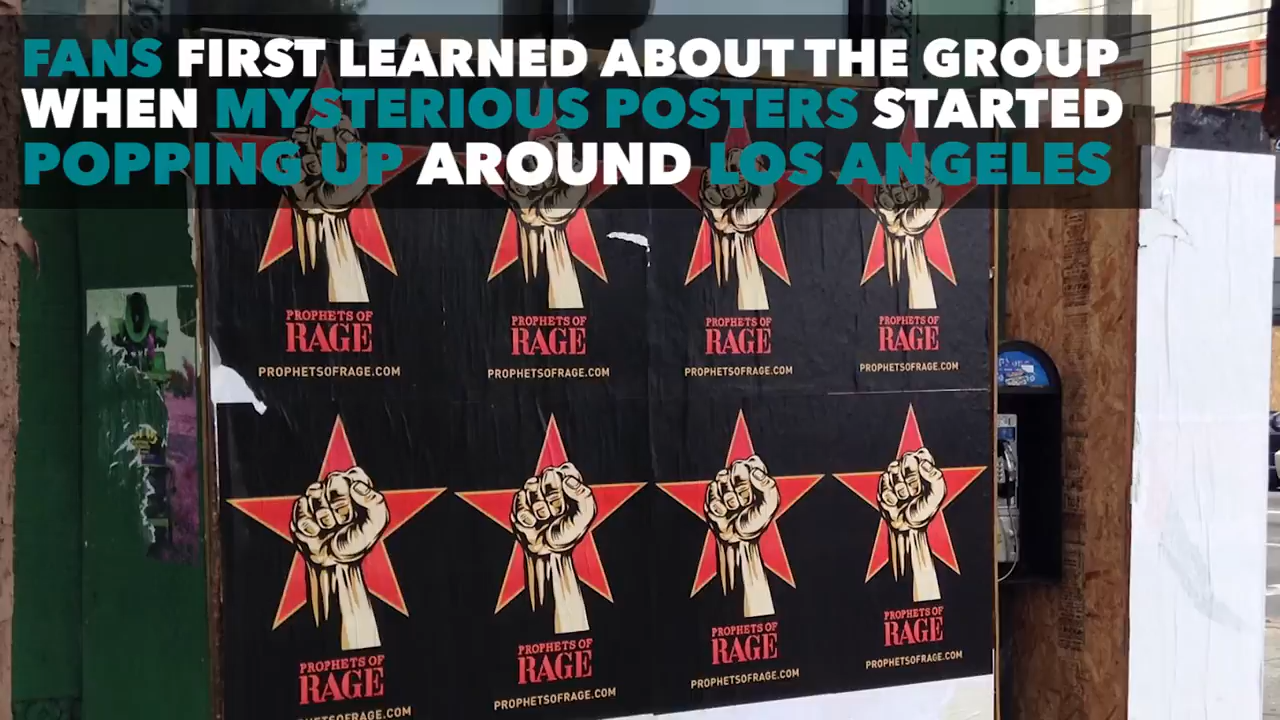 FANS FIRST LEARNED ABOUT THE GROUP
WHEN MYSTERIOUS POSTERS STARTED
POPPING UP AROUND LOS ANGELES
PROPHETS OF
RAGE
PROPHETSOFRAGE.COM
PROPHETS OF
RAGE
PROPHETSOFRAGE.COM
PROPHETS OF
RAGE
PROPHETSOFRAGE.COM
PROPHETS OF
RAGE
PROPHETSOFRAGE.COM
PROPHETS OF
RAGE
PROPHETSOFRAGE.COM
PROPHETS OF
RAGE
PROPHETSOFRAGE.COM
PROPHETS OF
RAGE
PROPHETSOFRAGE.COM
PROPHETS OF
RAGE
PROPHETSOFRAGE.COM